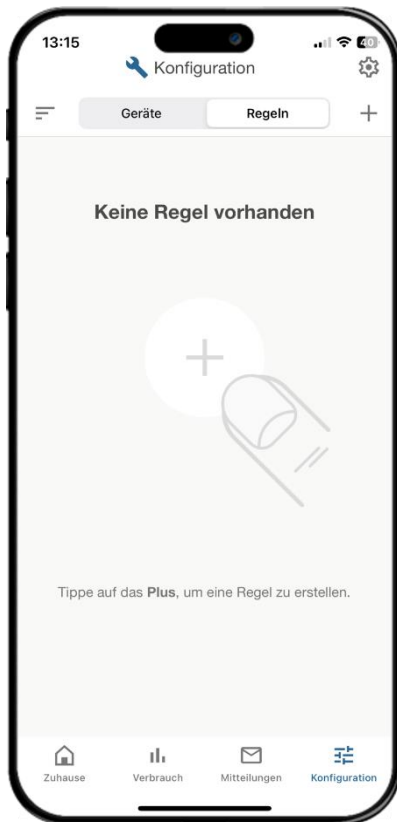 13:15
40
Konfiguration
Geräte
Regeln
Keine Regel vorhanden
Tippe auf das Plus, um eine Regel zu erstellen.
Zuhause
Verbrauch
Mitteilungen
Konfiguration